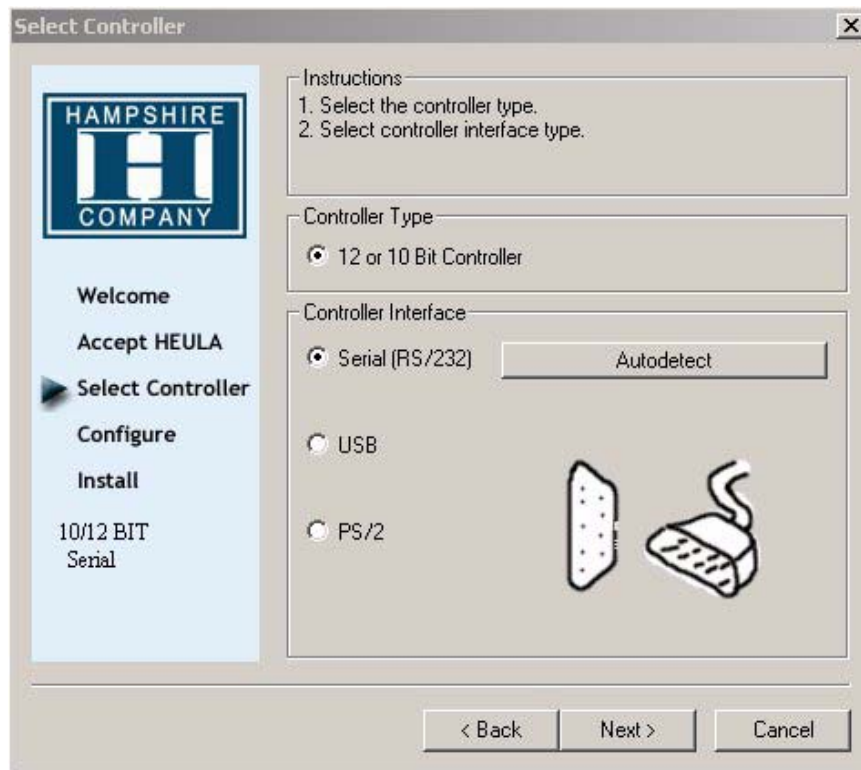 Select Controller
HAMPSHIRE
COMPANY
Welcome
Accept HEULA
Select Controller
Configure
Install
10/12 BIT
Serial
Instructions
1. Select the controller type.
2. Select controller interface type.
Controller Type
12 or 10 Bit Controller
Controller Interface
Serial (RS/232)
Autodetect
USB
PS/2
< Back
Next >
Cancel